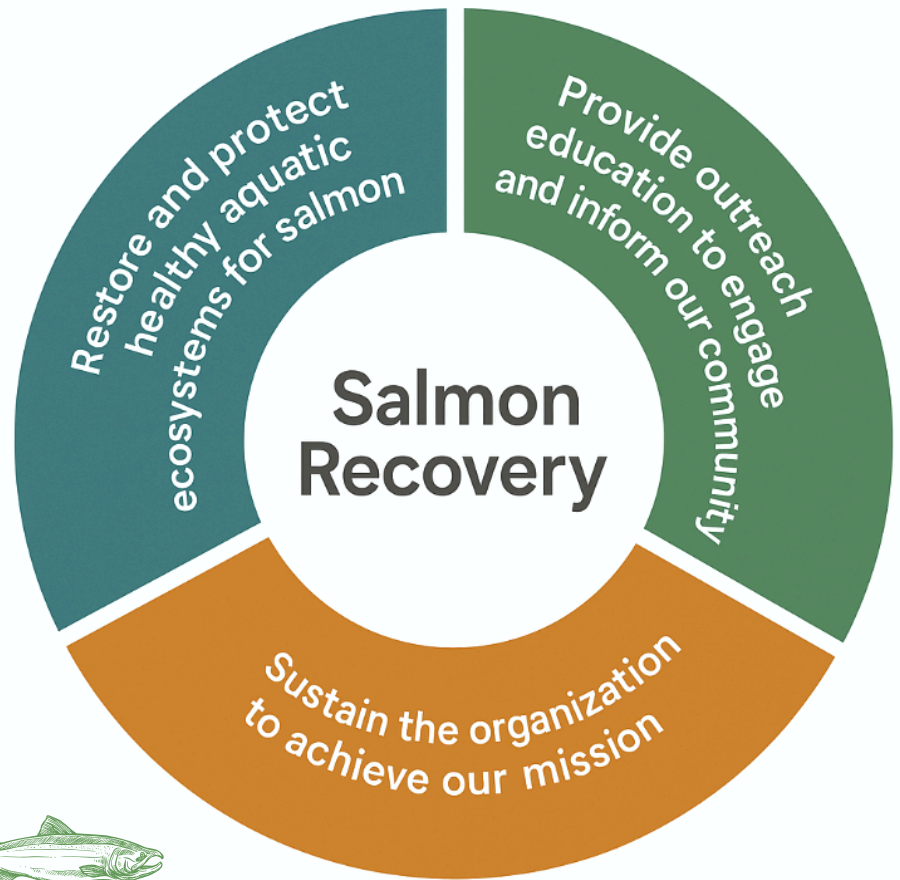 Restore and protect
healthy aquatic
ecosystems for salmon
Provide outreach
education to engage
and inform our community
Salmon
Recovery
Sustain the organization
to achieve our mission